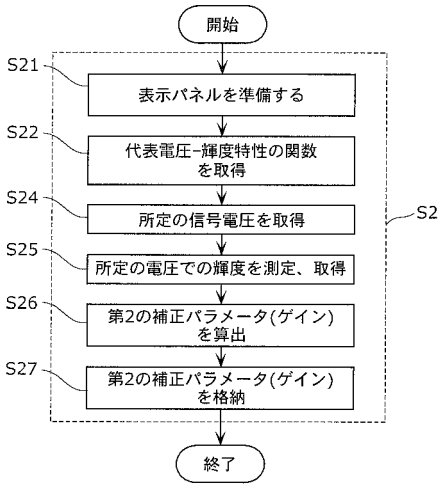 開始
S21
表示パネルを準備する
S22
代表電圧-輝度特性の関数
を取得
S24
所定の信号電圧を取得
S2
S25
所定の電圧での輝度を測定、取得
S26
第2の補正パラメータ(ゲイン)
を算出
S27
第2の補正パラメータ(ゲイン)
を格納
終了